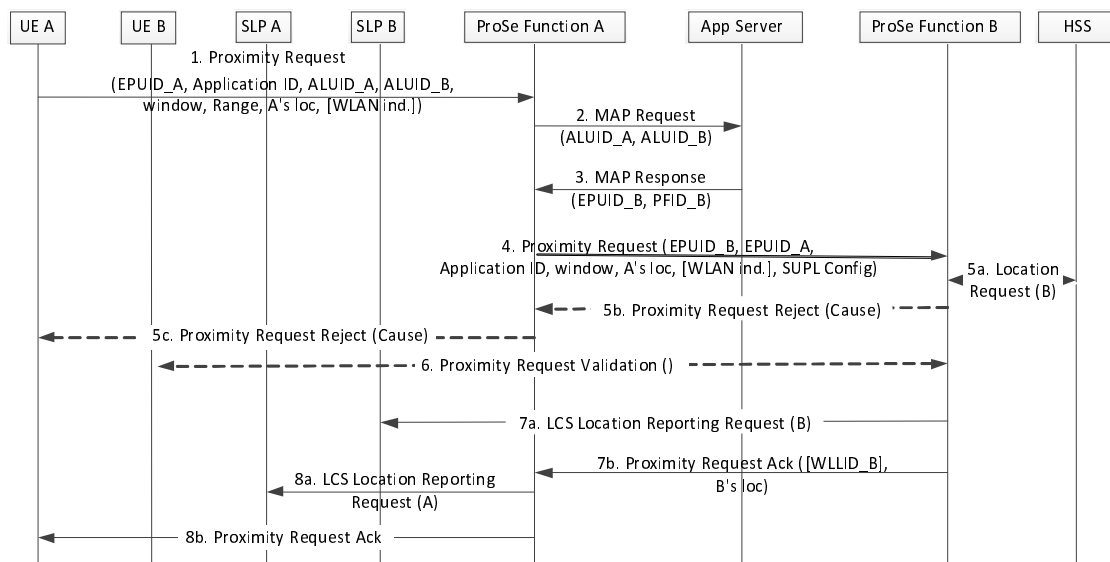 UE A
UE B
SLP A
SLP B
ProSe Function A
App Server
ProSe Function B
HSS
1. Proximity Request
(EPUID_A, Application ID, ALUID_A, ALUID_B,
window, Range, A's loc, [WLAN ind.])
2. MAP Request
(ALUID_A, ALUID_B)
3. MAP Response
(EPUID_B, PFID_B)
4. Proximity Request (EPUID_B, EPUID_A,
Application ID, window, A's loc, [WLAN ind.], SUPL Config)
5a. Location
Request (B)
5b. Proximity Request Reject (Cause)
5c. Proximity Request Reject (Cause)
6. Proximity Request Validation ()
7a. LCS Location Reporting Request (B)
7b. Proximity Request Ack ([WLLID_B],
B's loc)
8a. LCS Location Reporting
Request (A)
8b. Proximity Request Ack